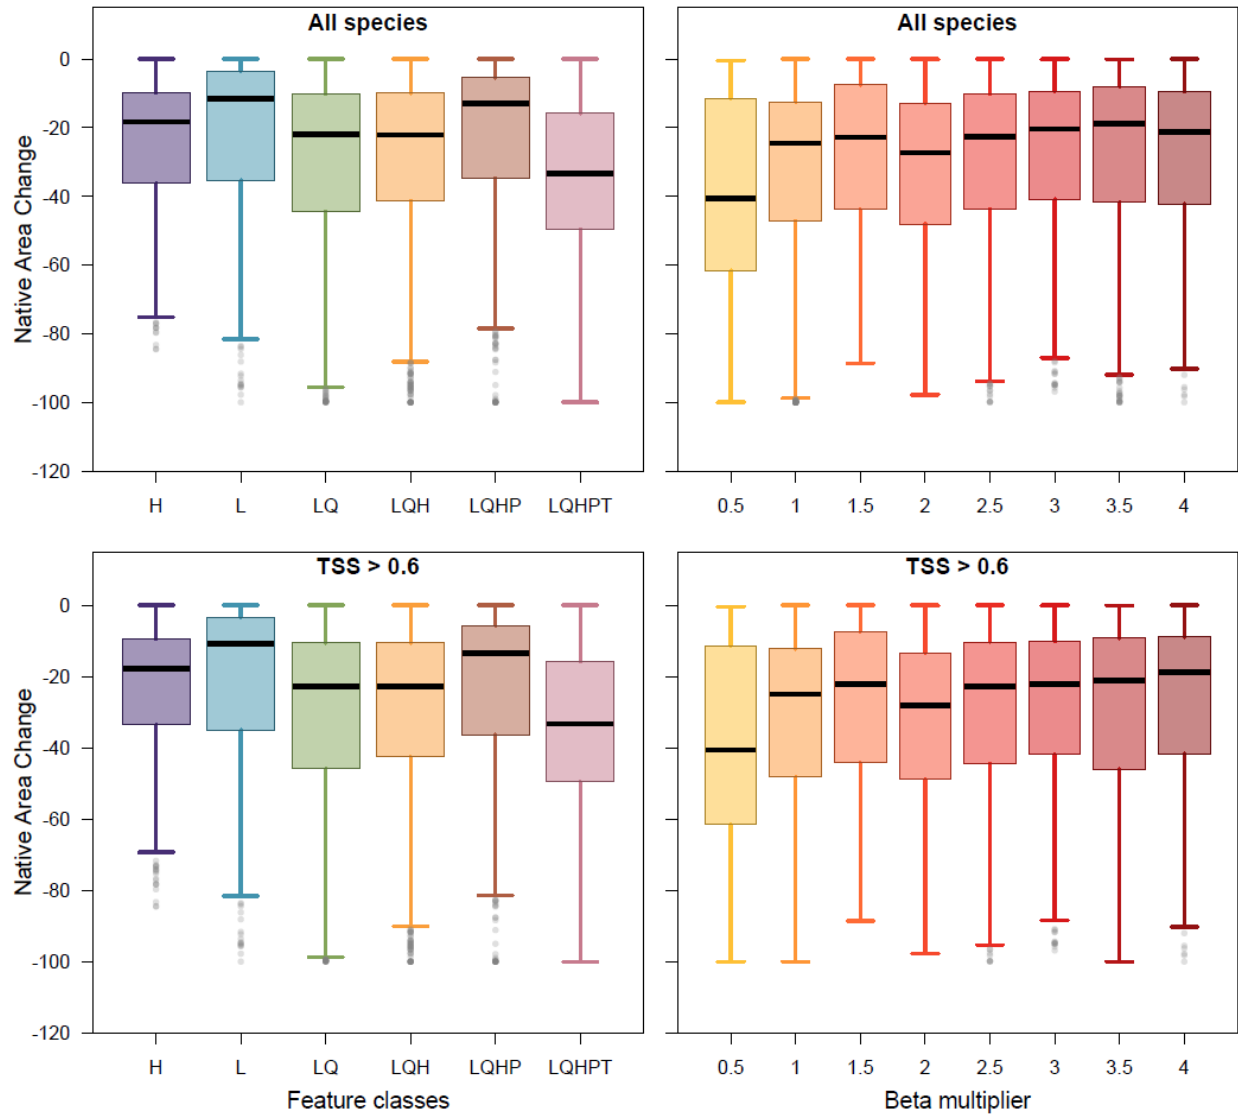 All species
Native Area Change
0
-20
-40
-60
-80
-100
-120
H L LQ LQH LQHP LQHPT
All species
0.5 1 1.5 2 2.5 3 3.5 4
TSS > 0.6
Native Area Change
0
-20
-40
-60
-80
-100
-120
H L LQ LQH LQHP LQHPT
Feature classes
TSS > 0.6
0.5 1 1.5 2 2.5 3 3.5 4
Beta multiplier